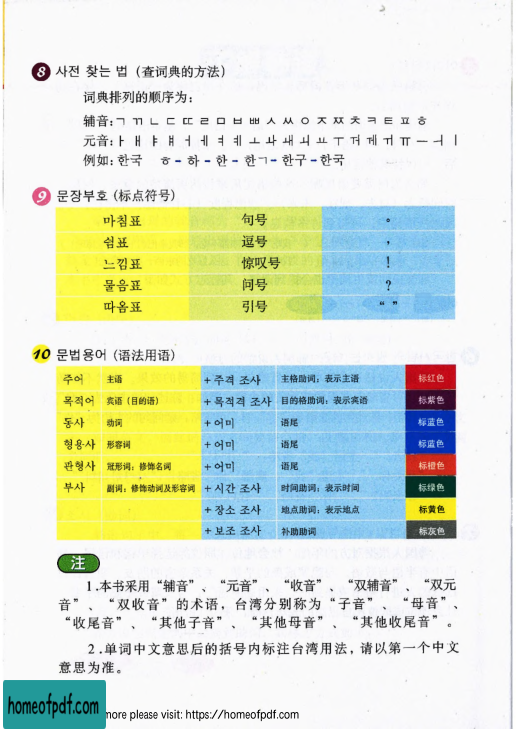 8 사전 찾는 법 (查词典的方法)
词典排列的顺序为:
辅音:ㄱ ㄲ ㄴ ㄷ ㄸ ㄹ ㅁ ㅂ ㅃ ㅅ ㅆ ㅇ ㅈ ㅉ ㅊ ㅋ ㅌ ㅍ ㅎ
元音:ㅏ ㅐ ㅑ ㅒ ㅓ ㅔ ㅕ ㅖ ㅗ ㅘ ㅙ ㅚ ㅛ ㅜ ㅝ ㅞ ㅟ ㅠ ㅡ ㅢ ㅣ
例如: 한국 ㅎ - 하 - 한 - 한ㄱ - 한구 - 한국
9 문장부호 (标点符号)
마침표 句号 。
쉼표 逗号 ,
느낌표 惊叹号 !
물음표 问号 ?
따옴표 引号 “ ”
10 문법용어 (语法用语)
주어 主语 + 주격 조사 主格助词：表示主语 标红色
목적어 宾语 (目的语) + 목적격 조사 目的格助词：表示宾语 标紫色
동사 动词 + 어미 语尾 标蓝色
형용사 形容词 + 어미 语尾 标蓝色
관형사 冠形词：修饰名词 + 어미 语尾 标橙色
부사 副词：修饰动词及形容词 + 시간 조사 时间助词：表示时间 标绿色
+ 장소 조사 地点助词：表示地点 标黄色
+ 보조 조사 补助助词 标灰色
注
1.本书采用“辅音”、“元音”、“收音”、“双辅音”、“双元
音”、“双收音”的术语，台湾分别称为“子音”、“母音”、
“收尾音”、“其他子音”、“其他母音”、“其他收尾音”。
2.单词中文意思后的括号内标注台湾用法，请以第一个中文
意思为准。
homeofpdf.com
more please visit: https://homeofpdf.com